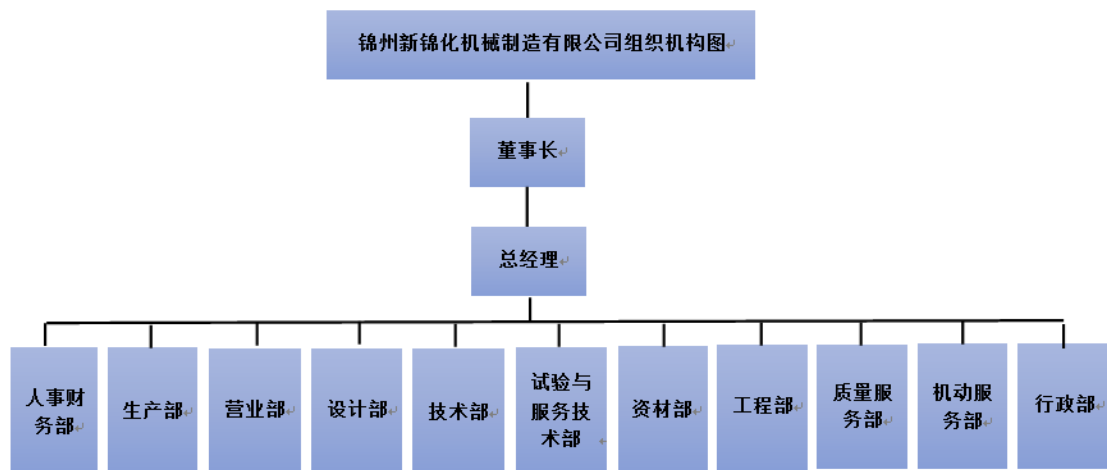 锦州新锦化机械制造有限公司组织机构图
董事长
总经理
人事财
务部
生产部
营业部
设计部
技术部
试验与
服务技
术部
资材部
工程部
质量服
务部
机动服
务部
行政部